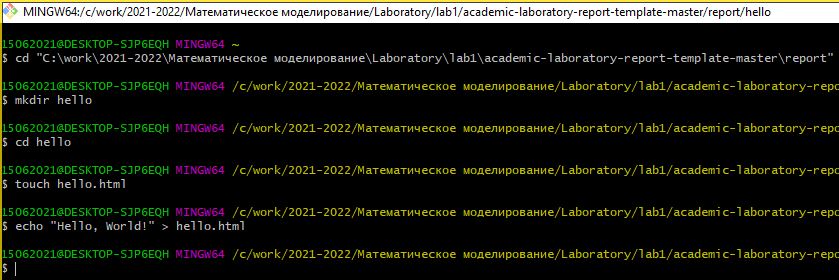 MINGW64:/c/work/2021-2022/Математическое моделирование/Laboratory/lab1/academic-laboratory-report-template-master/report/hello
15062021@DESKTOP-SJP6EQH MINGW64 ~
$ cd "C:\work\2021-2022\Математическое моделирование\Laboratory\lab1\academic-laboratory-report-template-master\report"
15062021@DESKTOP-SJP6EQH MINGW64 /c/work/2021-2022/Математическое моделирование/Laboratory/lab1/academic-laboratory-repo
$ mkdir hello
15062021@DESKTOP-SJP6EQH MINGW64 /c/work/2021-2022/Математическое моделирование/Laboratory/lab1/academic-laboratory-repo
$ cd hello
15062021@DESKTOP-SJP6EQH MINGW64 /c/work/2021-2022/Математическое моделирование/Laboratory/lab1/academic-laboratory-repo
$ touch hello.html
15062021@DESKTOP-SJP6EQH MINGW64 /c/work/2021-2022/Математическое моделирование/Laboratory/lab1/academic-laboratory-repo
$ echo "Hello, World!" > hello.html
15062021@DESKTOP-SJP6EQH MINGW64 /c/work/2021-2022/Математическое моделирование/Laboratory/lab1/academic-laboratory-repo
$